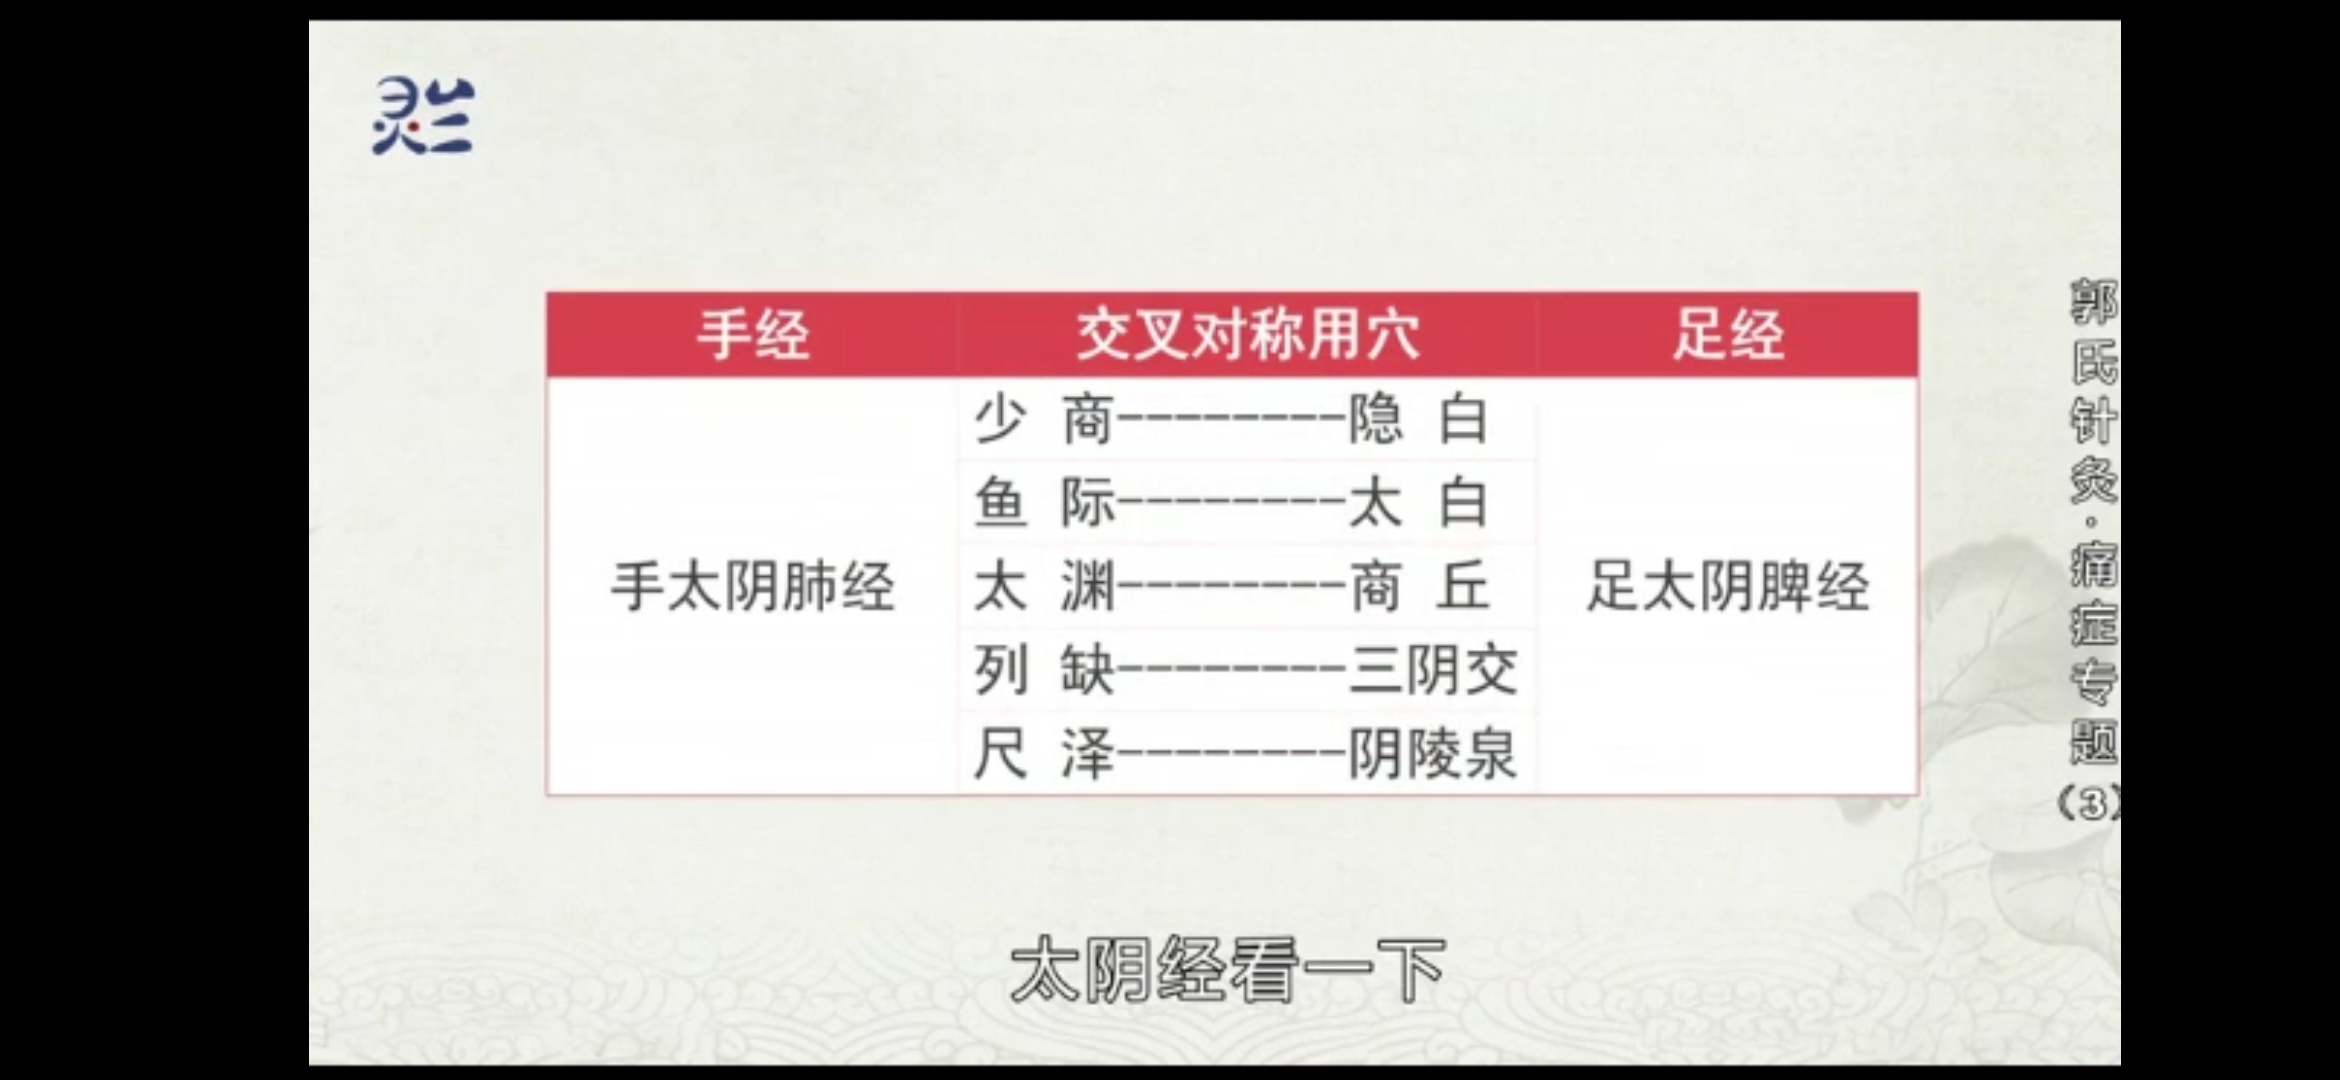 灵兰
手经 交叉对称用穴 足经
少 商--------隐 白
鱼 际--------太 白
手太阴肺经 太 渊--------商 丘 足太阴脾经
列 缺--------三阴交
尺 泽--------阴陵泉
郭氏针灸·痛症专题(3)
太阴经看一下